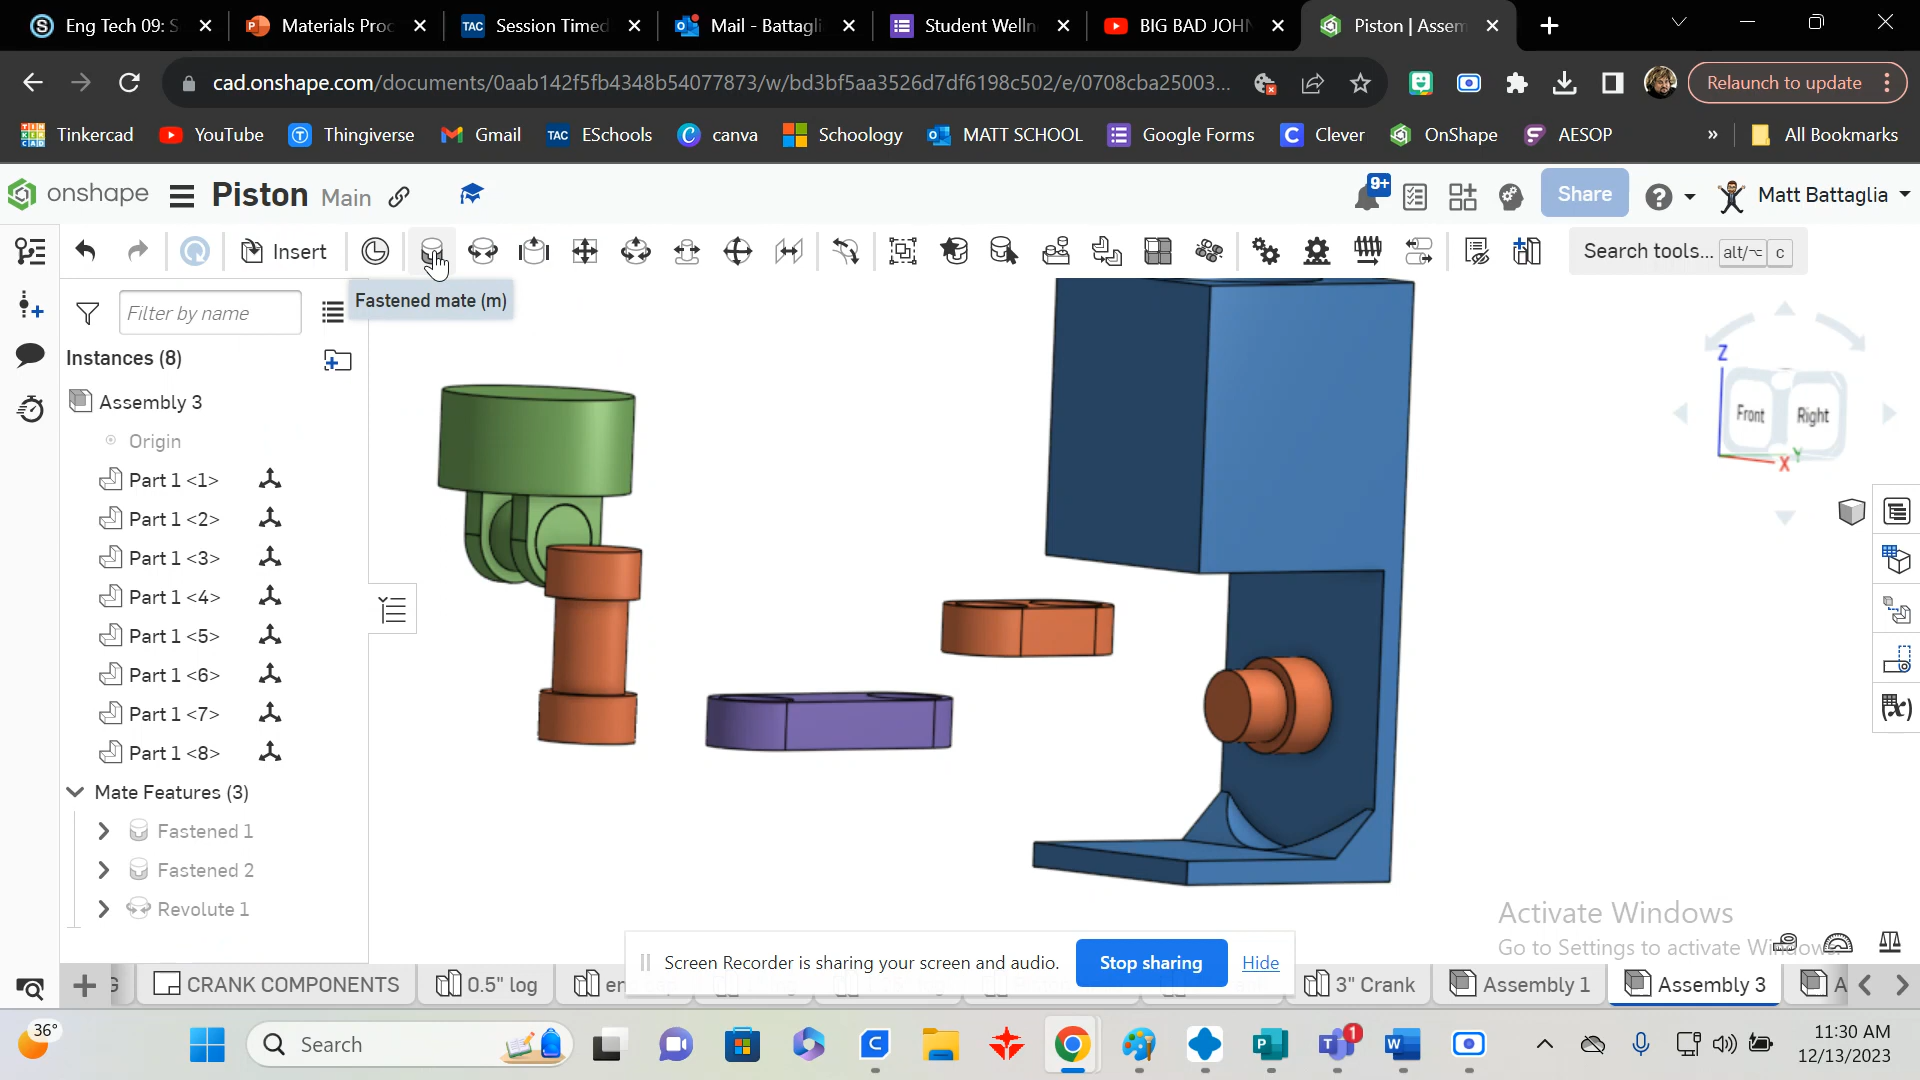 Eng Tech 09: S
Materials Proc
TAC Session Timed
Mail - Battagli
Student Welln
BIG BAD JOHN
Piston | Assem
cad.onshape.com/documents/0aab142f5fb4348b54077873/w/bd3bf5aa3526d7df6198c502/e/0708cba25003...
Relaunch to update
Tinkercad YouTube Thingiverse Gmail TAC ESchools canva Schoology MATT SCHOOL Google Forms Clever OnShape AESOP » All Bookmarks
onshape Piston Main 9+ Share Matt Battaglia
Insert Search tools... alt/⌥ c
Fastened mate (m)
Filter by name
Instances (8)
Assembly 3
Origin
Part 1 <1>
Part 1 <2>
Part 1 <3>
Part 1 <4>
Part 1 <5>
Part 1 <6>
Part 1 <7>
Part 1 <8>
Mate Features (3)
Fastened 1
Fastened 2
Revolute 1
Z
Front Right
X Y
(x)
Activate Windows
Go to Settings to activate Windows.
Screen Recorder is sharing your screen and audio. Stop sharing Hide
CRANK COMPONENTS 0.5" log 3" Crank Assembly 1 Assembly 3 A
36°
Search
1
11:30 AM
12/13/2023